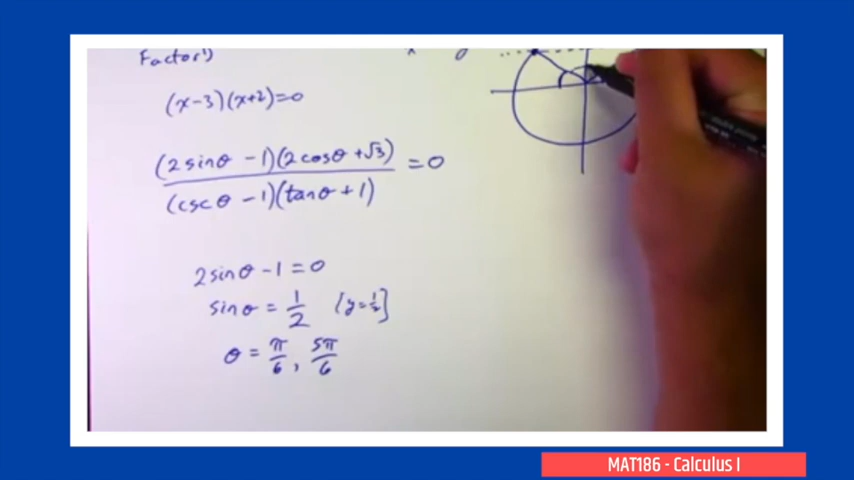 Factor!)
(x-3)(x+2)=0
(2sinθ -1)(2cosθ +√3)
/ (cscθ -1)(tanθ +1) = 0
2sinθ -1 = 0
sinθ = 1/2 [y=1/2]
θ = π/6, 5π/6
MAT186 - Calculus I